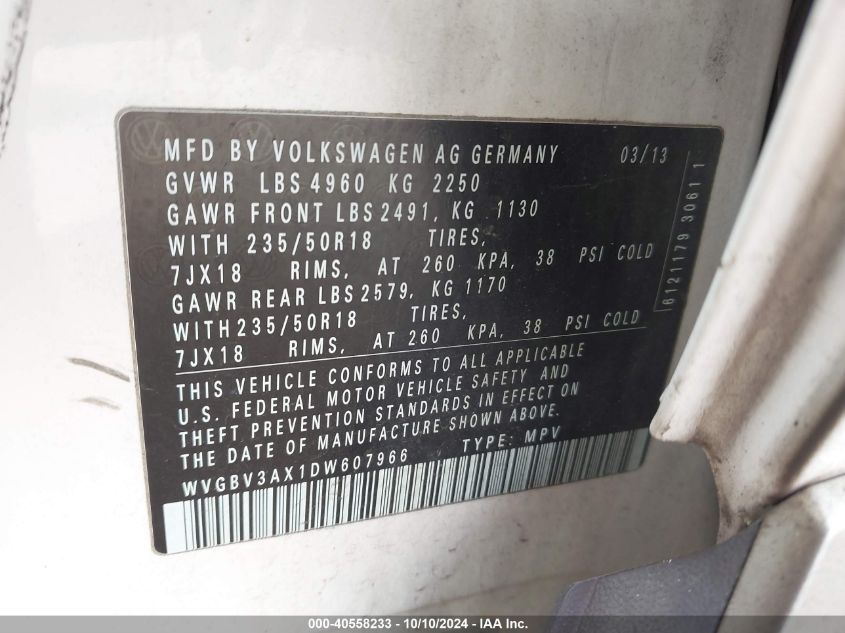 MFD BY VOLKSWAGEN AG GERMANY 03/13
GVWR LBS 4960 KG 2250
GAWR FRONT LBS 2491, KG 1130
WITH 235/50R18 TIRES,
7JX18 RIMS, AT 260 KPA, 38 PSI COLD
GAWR REAR LBS 2579, KG 1170
WITH 235/50R18 TIRES,
7JX18 RIMS, AT 260 KPA, 38 PSI COLD
THIS VEHICLE CONFORMS TO ALL APPLICABLE
U.S. FEDERAL MOTOR VEHICLE SAFETY AND
THEFT PREVENTION STANDARDS IN EFFECT ON
THE DATE OF MANUFACTURE SHOWN ABOVE.
WVGBV3AX1DW607966 TYPE: MPV
6121179 3061 1
000-40558233 - 10/10/2024 - IAA Inc.